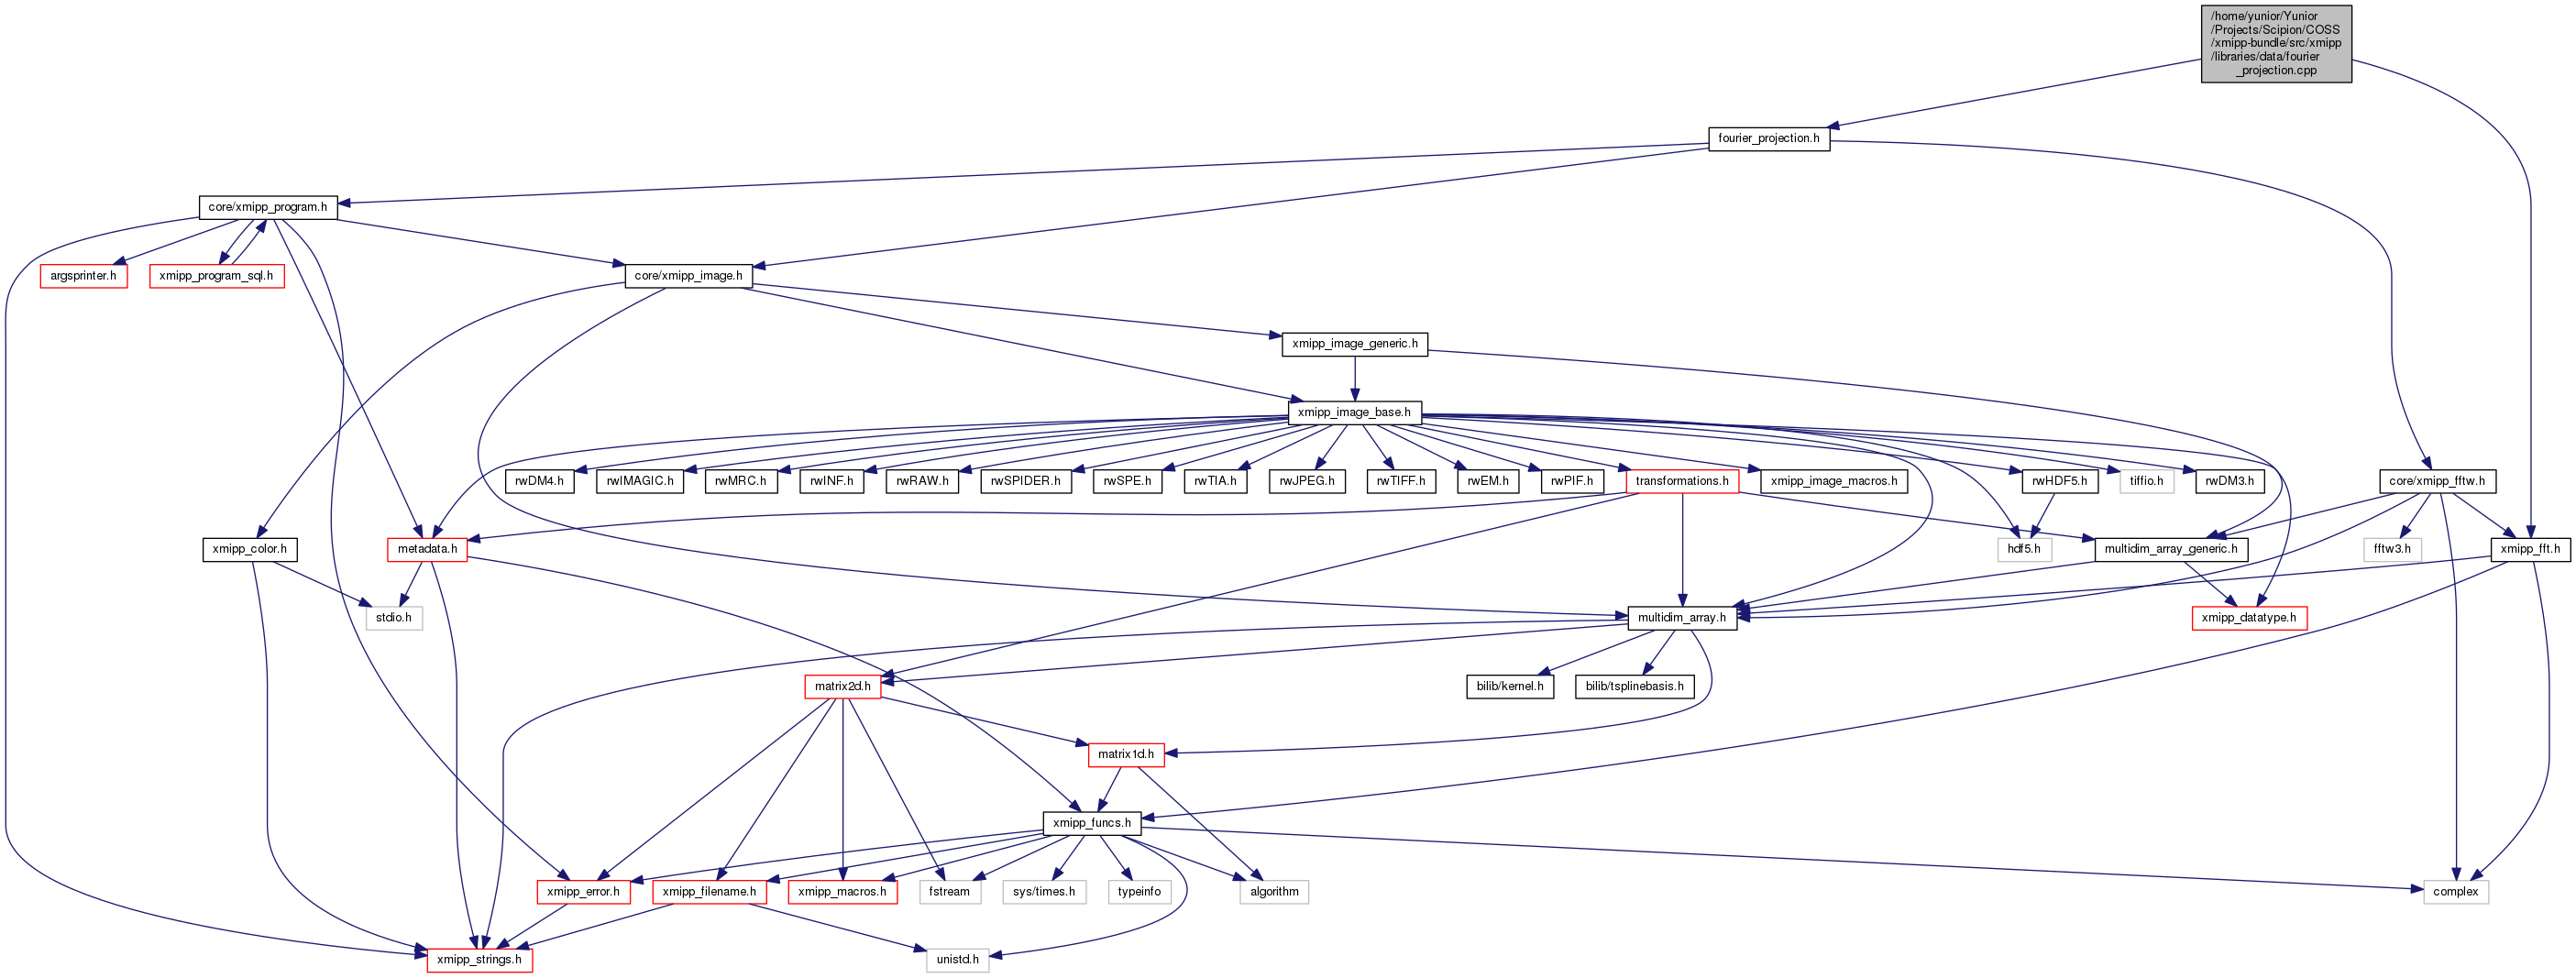 /home/yunior/Yunior
/Projects/Scipion/COSS
/xmipp-bundle/src/xmipp
/libraries/data/fourier
_projection.cpp
fourier_projection.h
core/xmipp_program.h
argsprinter.h
xmipp_program_sql.h
core/xmipp_image.h
xmipp_image_generic.h
xmipp_image_base.h
rwDM4.h
rwIMAGIC.h
rwMRC.h
rwINF.h
rwRAW.h
rwSPIDER.h
rwSPE.h
rwTIA.h
rwJPEG.h
rwTIFF.h
rwEM.h
rwPIF.h
transformations.h
xmipp_image_macros.h
rwHDF5.h
tiffio.h
rwDM3.h
core/xmipp_fftw.h
xmipp_color.h
metadata.h
hdf5.h
multidim_array_generic.h
fftw3.h
xmipp_fft.h
stdio.h
multidim_array.h
xmipp_datatype.h
matrix2d.h
bilib/kernel.h
bilib/tsplinebasis.h
matrix1d.h
xmipp_funcs.h
xmipp_error.h
xmipp_filename.h
xmipp_macros.h
fstream
sys/times.h
typeinfo
algorithm
complex
xmipp_strings.h
unistd.h